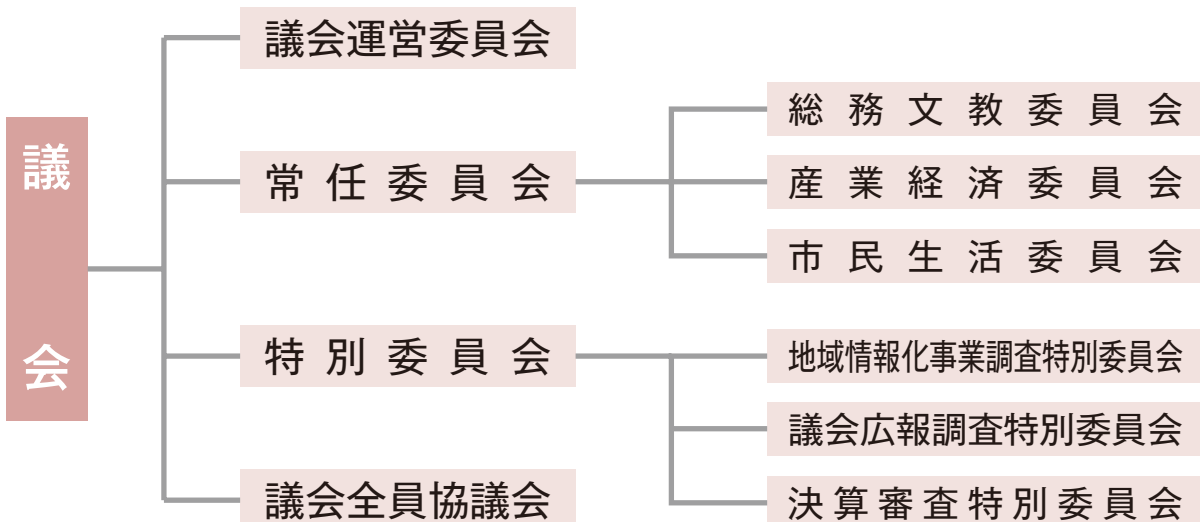 議会
議会運営委員会
常任委員会
総務文教委員会
産業経済委員会
市民生活委員会
特別委員会
地域情報化事業調査特別委員会
議会広報調査特別委員会
決算審査特別委員会
議会全員協議会